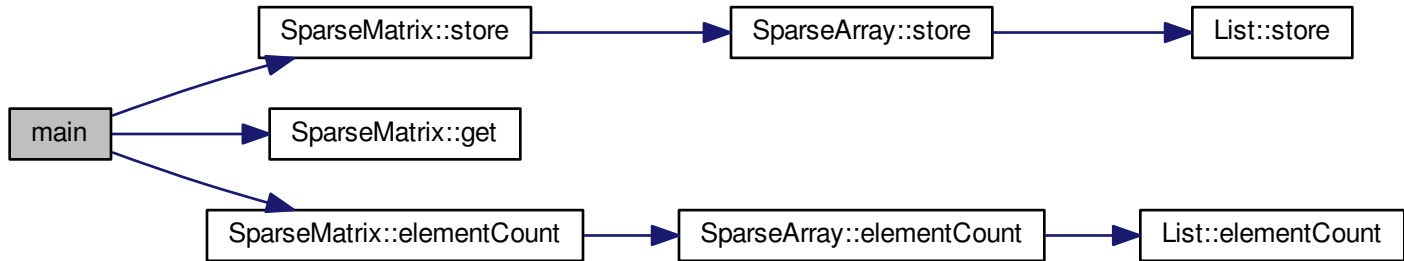 SparseMatrix::store
SparseArray::store
List::store
main
SparseMatrix::get
SparseMatrix::elementCount
SparseArray::elementCount
List::elementCount